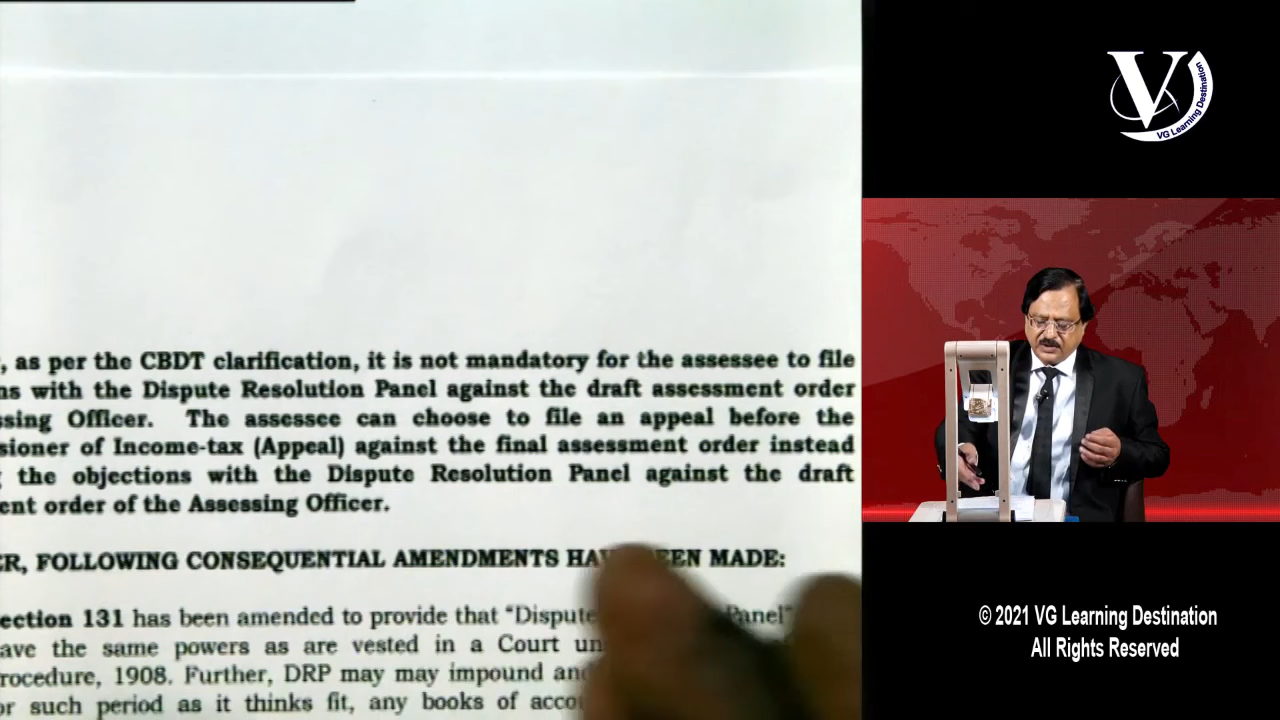 , as per the CBDT clarification, it is not mandatory for the assessee to file
ns with the Dispute Resolution Panel against the draft assessment order
ssing Officer. The assessee can choose to file an appeal before the
sioner of Income-tax (Appeal) against the final assessment order instead
the objections with the Dispute Resolution Panel against the draft
ent order of the Assessing Officer.
ER, FOLLOWING CONSEQUENTIAL AMENDMENTS HA EEN MADE:
ection 131 has been amended to provide that "Dispute Panel"
ave the same powers as are vested in a Court un
rocedure, 1908. Further, DRP may may impound and
or such period as it thinks fit, any books of accou
V
VG Learning Destination
© 2021 VG Learning Destination
All Rights Reserved